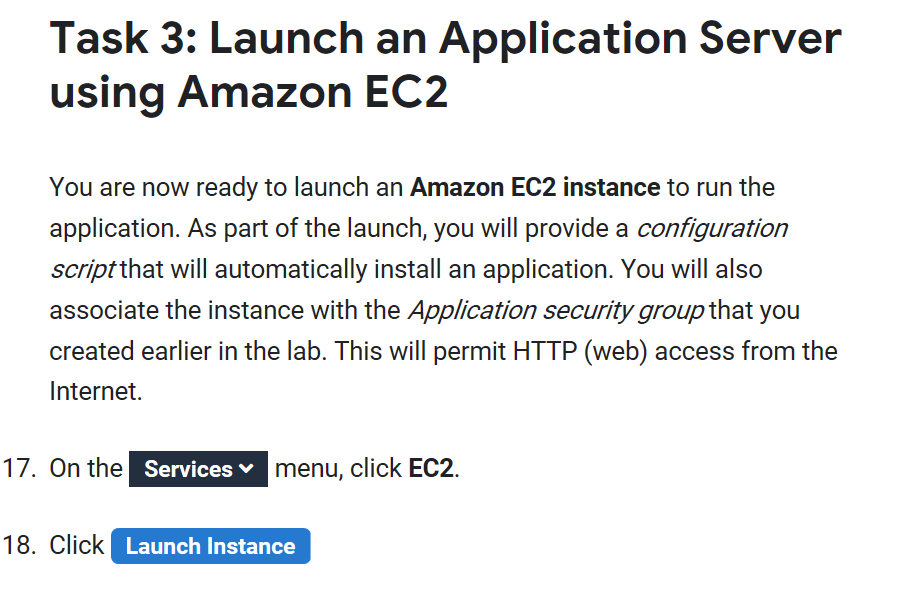 Task 3: Launch an Application Server
using Amazon EC2
You are now ready to launch an Amazon EC2 instance to run the
application. As part of the launch, you will provide a configuration
script that will automatically install an application. You will also
associate the instance with the Application security group that you
created earlier in the lab. This will permit HTTP (web) access from the
Internet.
17. On the Services menu, click EC2.
18. Click Launch Instance